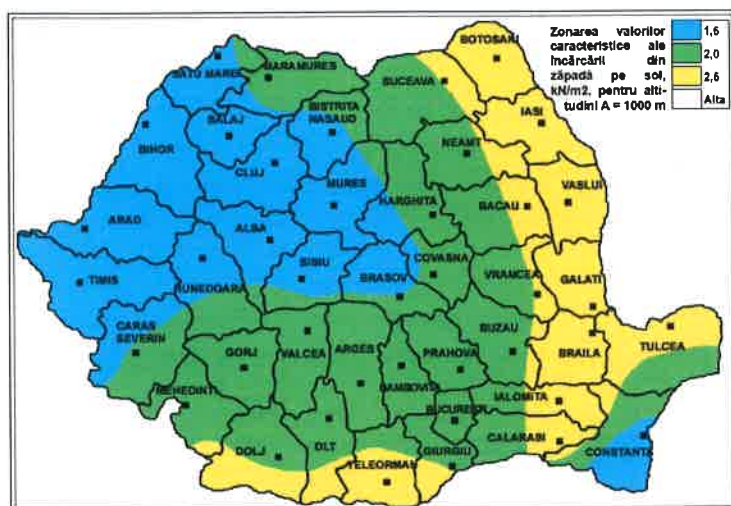 Zonarea valorilor
caracteristice ale
încărcării din
zăpadă pe sol,
kN/m2, pentru alti-
tudini A = 1000 m
1,5
2,0
2,5
Alta
BOTOSANI
SATU MARE
MARAMURES
SUCEAVA
BISTRITA
NASAUD
IASI
SALAJ
BIHOR
CLUJ
NEAMT
MURES
HARGHITA
BACAU
VASLUI
ARAD
ALBA
TIMIS
HUNEDOARA
SIBIU
BRASOV
COVASNA
VRANCEA
GALATI
CARAS
SEVERIN
GORJ
VALCEA
ARGES
PRAHOVA
BUZAU
BRAILA
TULCEA
MEHEDINTI
DAMBOVITA
IALOMITA
BUCURESTI
DOLJ
OLT
GIURGIU
CALARASI
CONSTANTA
TELEORMAN